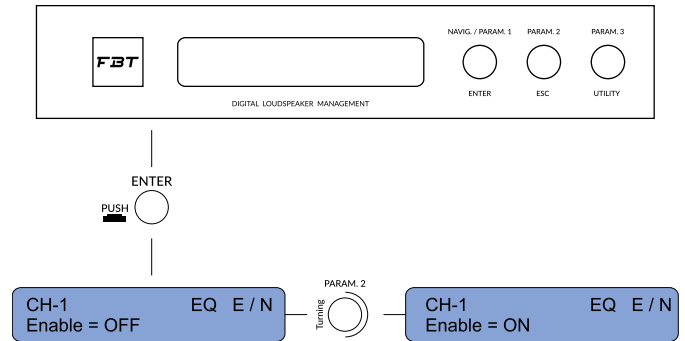 NAVIG. / PARAM. 1 PARAM. 2 PARAM. 3
FBT
ENTER ESC UTILITY
DIGITAL LOUDSPEAKER MANAGEMENT
ENTER
PUSH
PARAM. 2
CH-1 EQ E / N
Enable = OFF
Turning
CH-1 EQ E / N
Enable = ON